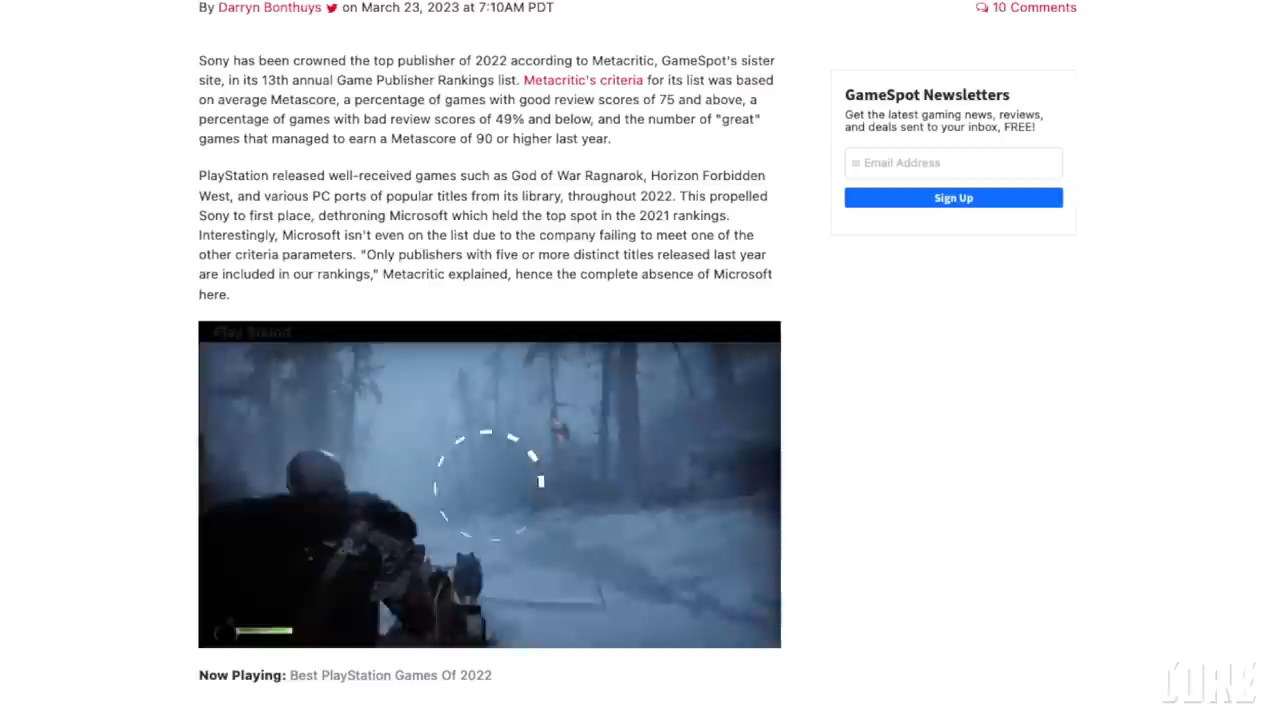 By Darryn Bonthuys on March 23, 2023 at 7:10AM PDT
10 Comments
Sony has been crowned the top publisher of 2022 according to Metacritic, GameSpot's sister
site, in its 13th annual Game Publisher Rankings list. Metacritic's criteria for its list was based
on average Metascore, a percentage of games with good review scores of 75 and above, a
percentage of games with bad review scores of 49% and below, and the number of "great"
games that managed to earn a Metascore of 90 or higher last year.
PlayStation released well-received games such as God of War Ragnarok, Horizon Forbidden
West, and various PC ports of popular titles from its library, throughout 2022. This propelled
Sony to first place, dethroning Microsoft which held the top spot in the 2021 rankings.
Interestingly, Microsoft isn't even on the list due to the company failing to meet one of the
other criteria parameters. "Only publishers with five or more distinct titles released last year
are included in our rankings," Metacritic explained, hence the complete absence of Microsoft
here.
GameSpot Newsletters
Get the latest gaming news, reviews,
and deals sent to your inbox, FREE!
Email Address
Sign Up
Play Sound
Now Playing: Best PlayStation Games Of 2022
CORE